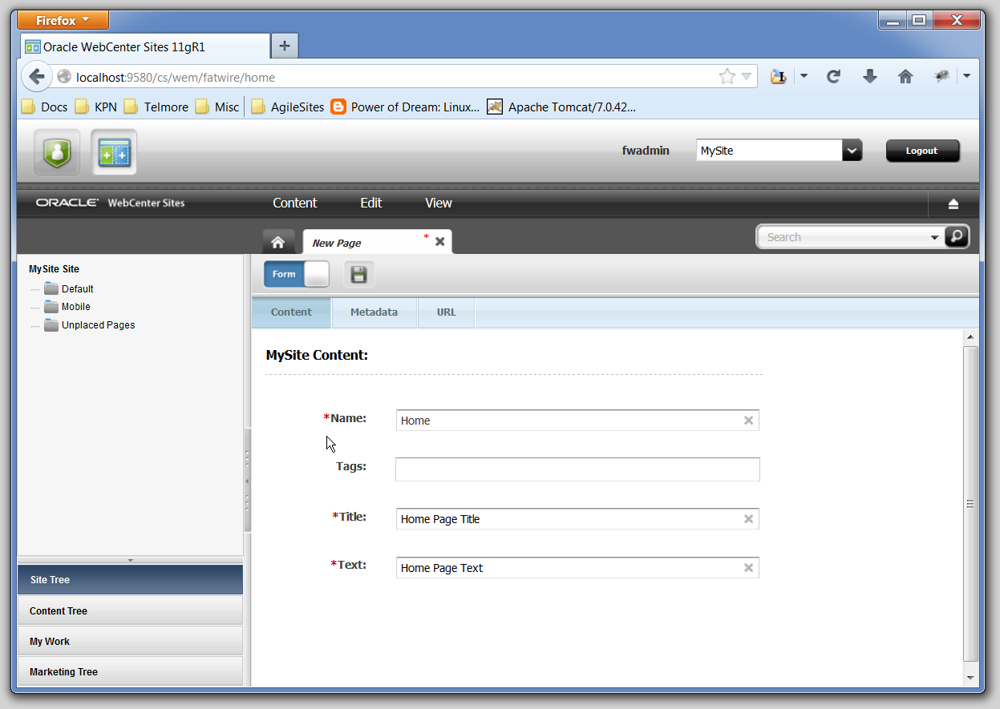 Firefox
Oracle WebCenter Sites 11gR1
localhost:9580/cs/wem/fatwire/home
Docs KPN Telmore Misc AgileSites Power of Dream: Linux... Apache Tomcat/7.0.42...
fwadmin MySite Logout
ORACLE WebCenter Sites Content Edit View
New Page * Search
MySite Site
Default
Mobile
Unplaced Pages
Site Tree
Content Tree
My Work
Marketing Tree
Form
Content Metadata URL
MySite Content:
*Name: Home
Tags:
*Title: Home Page Title
*Text: Home Page Text